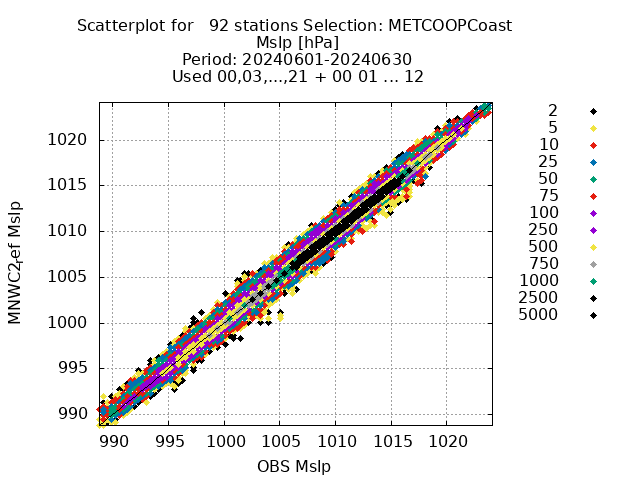 Scatterplot for   92 stations Selection: METCOOPCoast
Mslp [hPa]
Period: 20240601-20240630
Used 00,03,...,21 + 00 01 ... 12
MNWC2,ef Mslp
1020
1015
1010
1005
1000
995
990
990 995 1000 1005 1010 1015 1020
OBS Mslp
2
5
10
25
50
75
100
250
500
750
1000
2500
5000